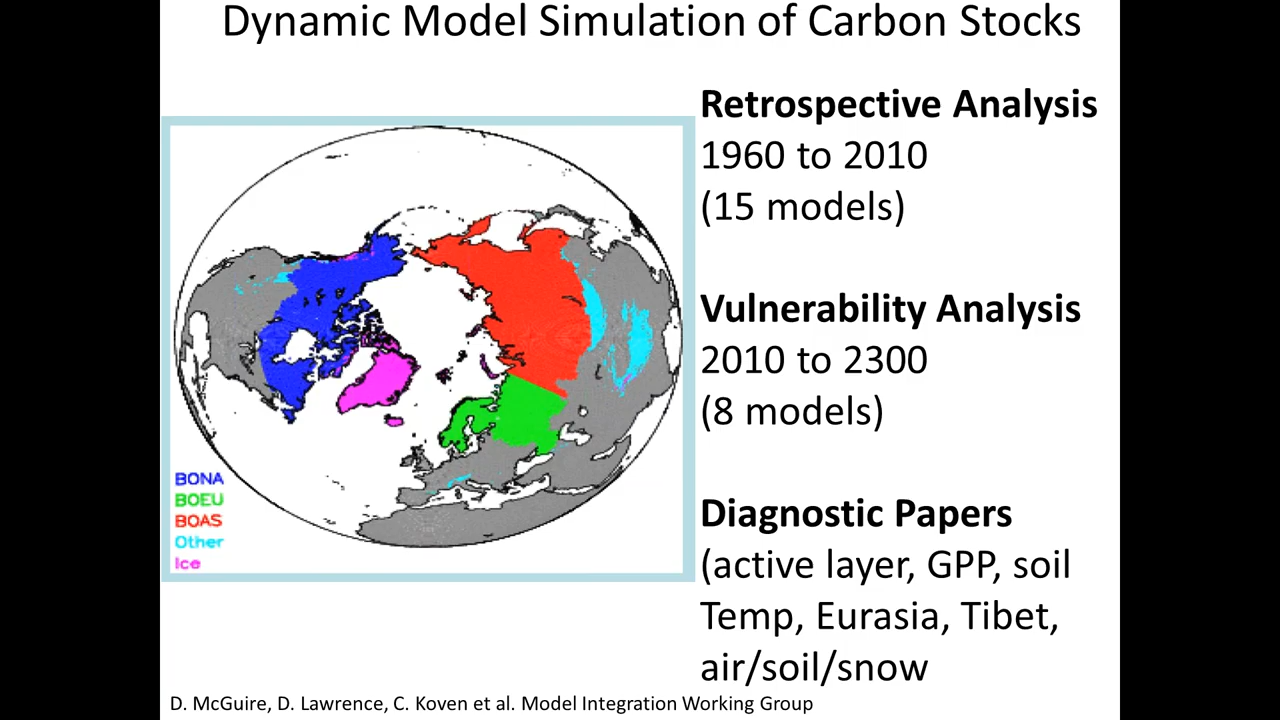 Dynamic Model Simulation of Carbon Stocks
Retrospective Analysis
1960 to 2010
(15 models)
Vulnerability Analysis
2010 to 2300
(8 models)
Diagnostic Papers
(active layer, GPP, soil
Temp, Eurasia, Tibet,
air/soil/snow
BONA
BOEU
BOAS
Other
Ice
D. McGuire, D. Lawrence, C. Koven et al. Model Integration Working Group